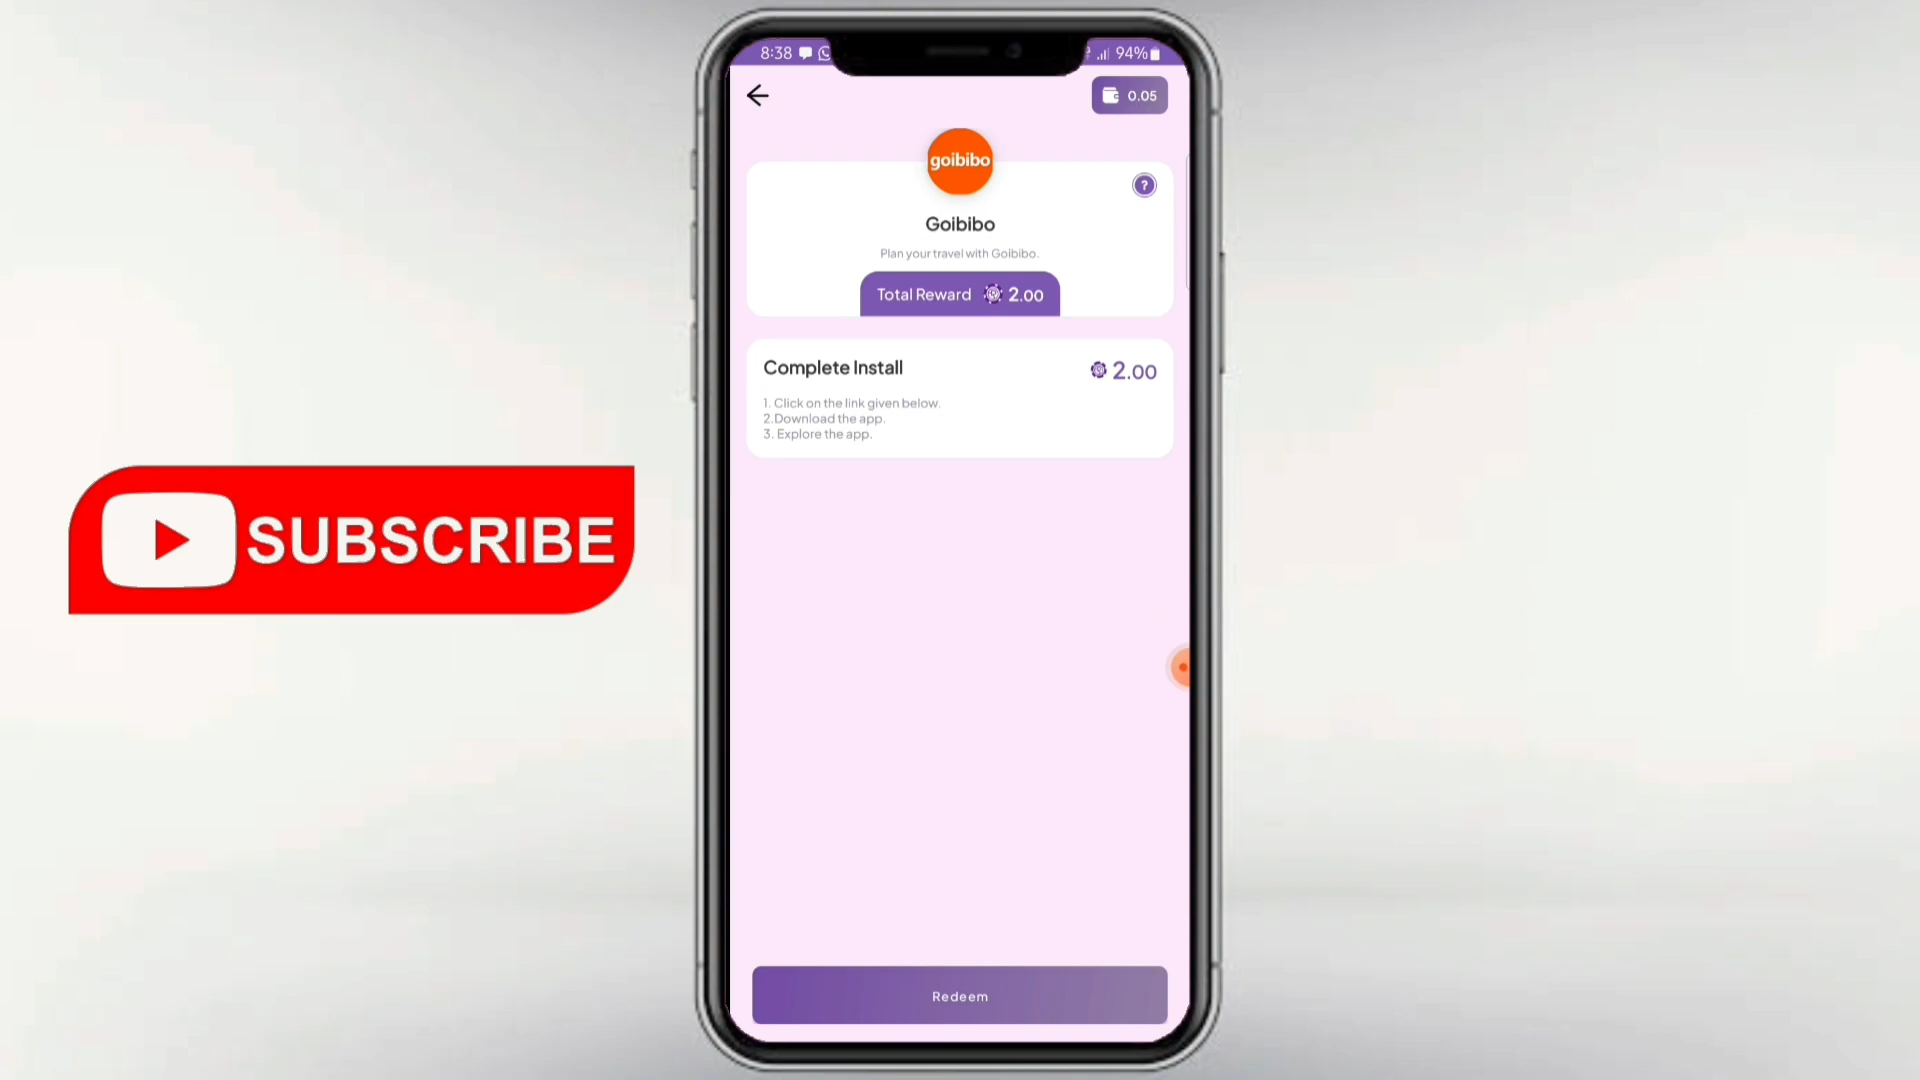 8:38
94%
0.05
goibibo
?
Goibibo
Plan your travel with Goibibo.
Total Reward 2.00
Complete Install 2.00
1. Click on the link given below.
2.Download the app.
3. Explore the app.
SUBSCRIBE
Redeem